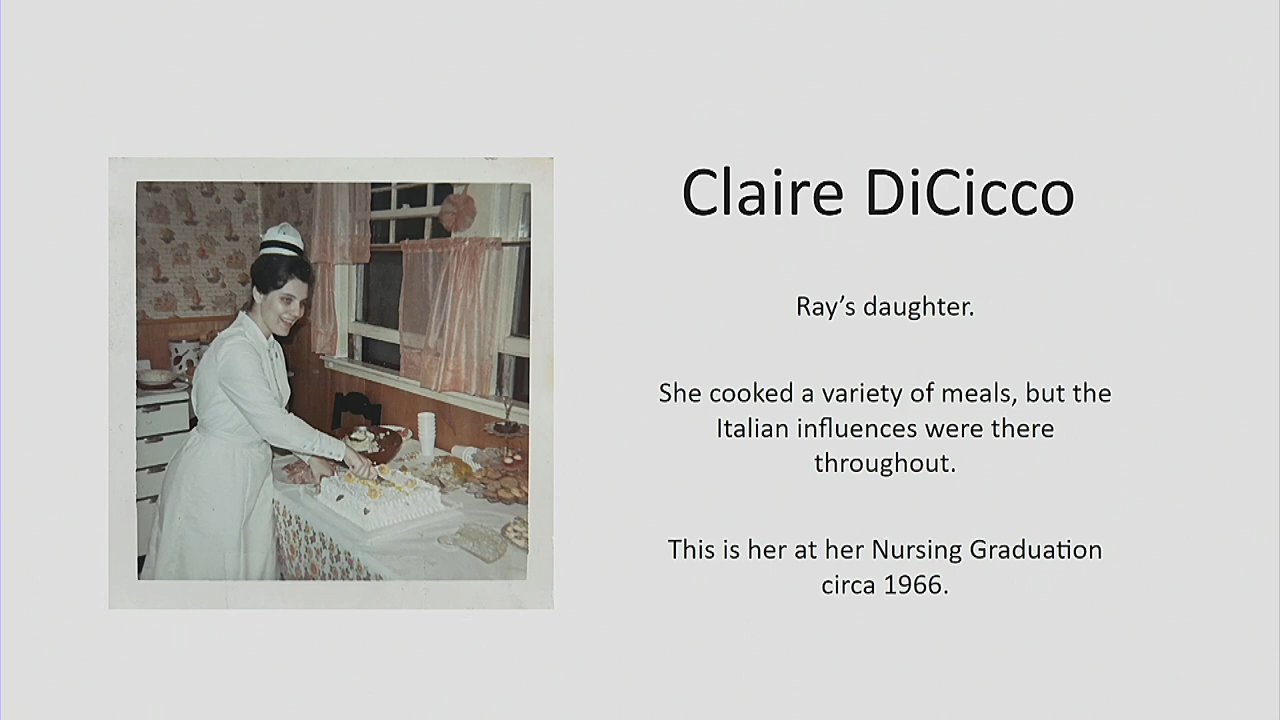 Claire DiCicco
Ray’s daughter.
She cooked a variety of meals, but the
Italian influences were there
throughout.
This is her at her Nursing Graduation
circa 1966.